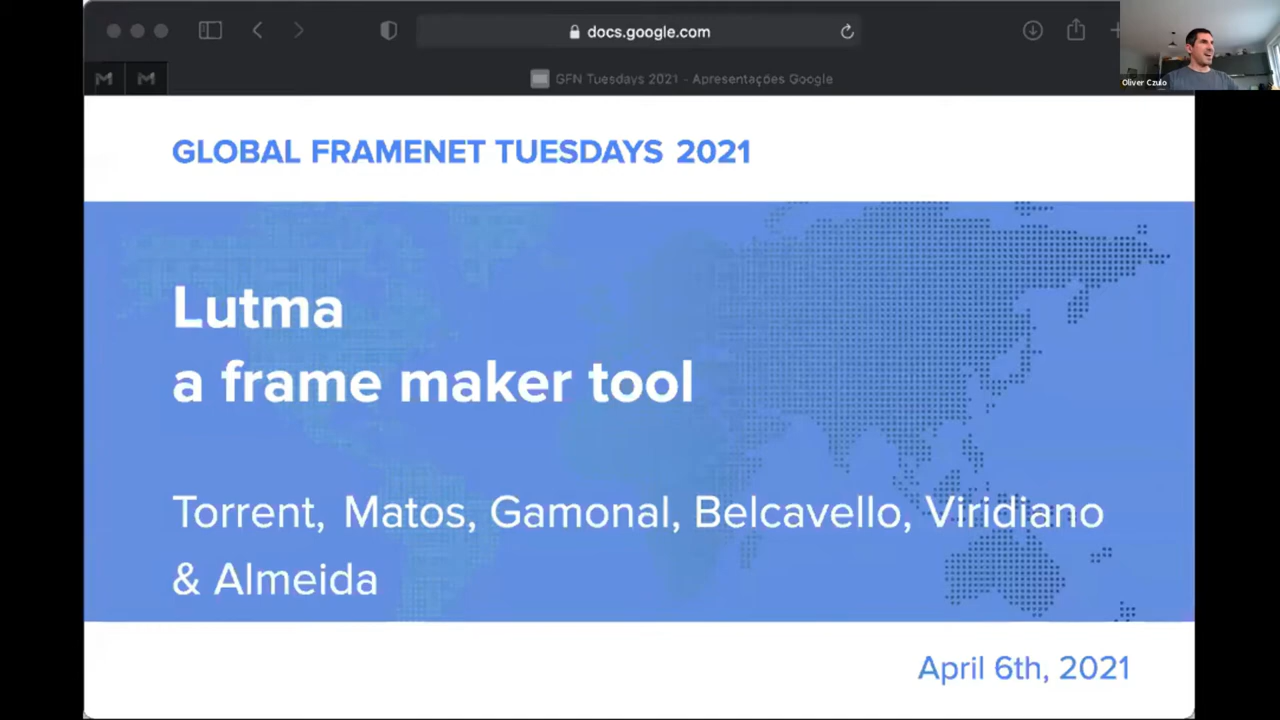 docs.google.com
Oliver Czulo
GFN Tuesdays 2021 - Apresentações Google
GLOBAL FRAMENET TUESDAYS 2021
Lutma
a frame maker tool
Torrent, Matos, Gamonal, Belcavello, Viridiano
& Almeida
April 6th, 2021